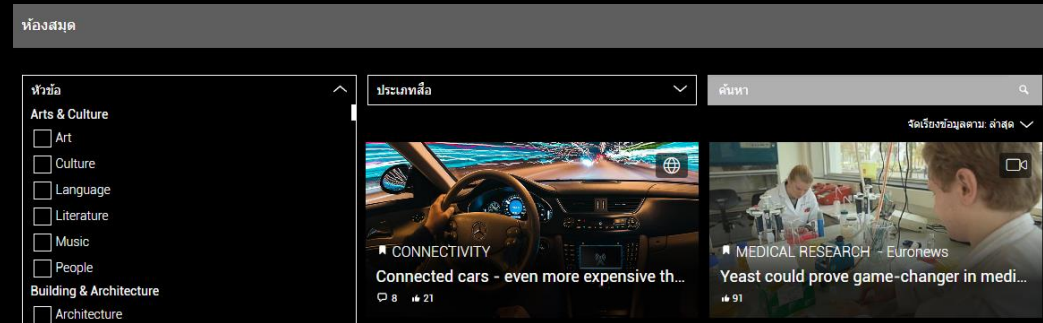 ห้องสมุด
หัวข้อ
Arts & Culture
Art
Culture
Language
Literature
Music
People
Building & Architecture
Architecture
ประเภทสื่อ
ค้นหา
จัดเรียงข้อมูลตาม: ล่าสุด
CONNECTIVITY
Connected cars - even more expensive th...
8 21
MEDICAL RESEARCH - Euronews
Yeast could prove game-changer in medi...
91